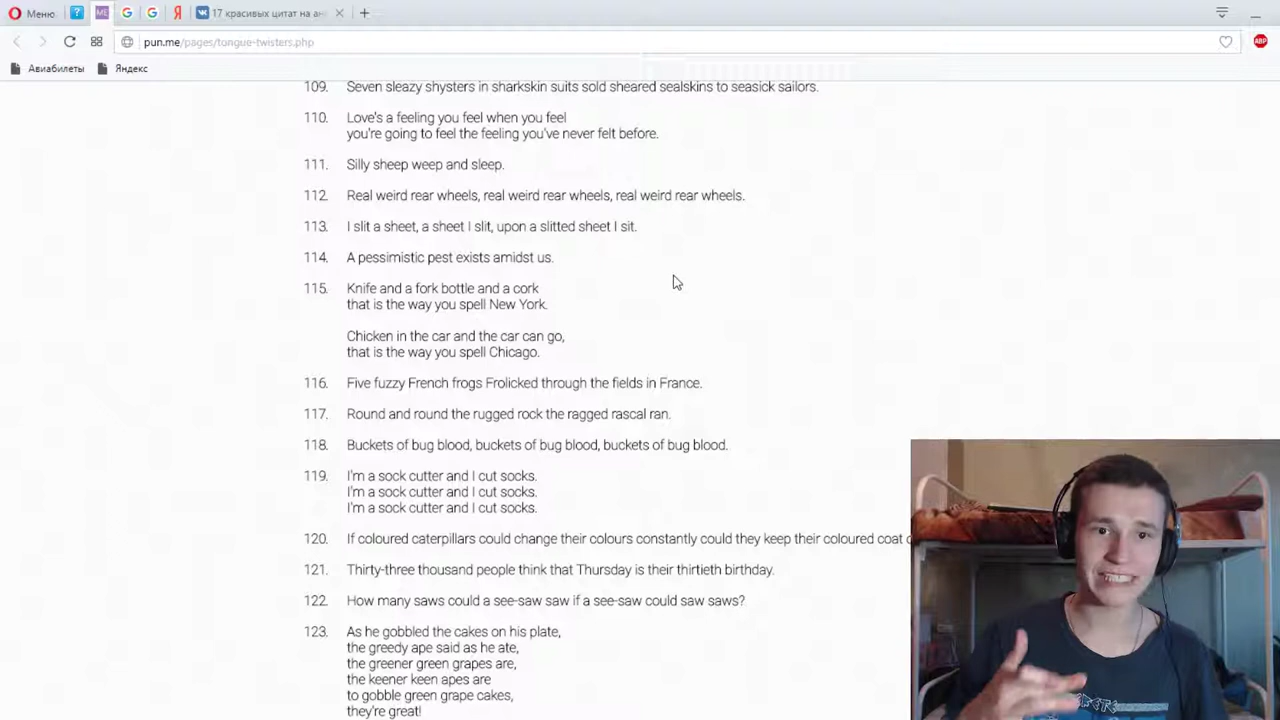 Меню
ME
17 красивых цитат на ан
pun.me/pages/tongue-twisters.php
ABP
Авиабилеты
Яндекс
109. Seven sleazy shysters in sharkskin suits sold sheared sealskins to seasick sailors.
110. Love's a feeling you feel when you feel
you're going to feel the feeling you've never felt before.
111. Silly sheep weep and sleep.
112. Real weird rear wheels, real weird rear wheels, real weird rear wheels.
113. I slit a sheet, a sheet I slit, upon a slitted sheet I sit.
114. A pessimistic pest exists amidst us.
115. Knife and a fork bottle and a cork
that is the way you spell New York.
Chicken in the car and the car can go,
that is the way you spell Chicago.
116. Five fuzzy French frogs Frolicked through the fields in France.
117. Round and round the rugged rock the ragged rascal ran.
118. Buckets of bug blood, buckets of bug blood, buckets of bug blood.
119. I'm a sock cutter and I cut socks.
I'm a sock cutter and I cut socks.
I'm a sock cutter and I cut socks.
120. If coloured caterpillars could change their colours constantly could they keep their coloured coat
121. Thirty-three thousand people think that Thursday is their thirtieth birthday.
122. How many saws could a see-saw saw if a see-saw could saw saws?
123. As he gobbled the cakes on his plate,
the greedy ape said as he ate,
the greener green grapes are,
the keener keen apes are
to gobble green grape cakes,
they're great!